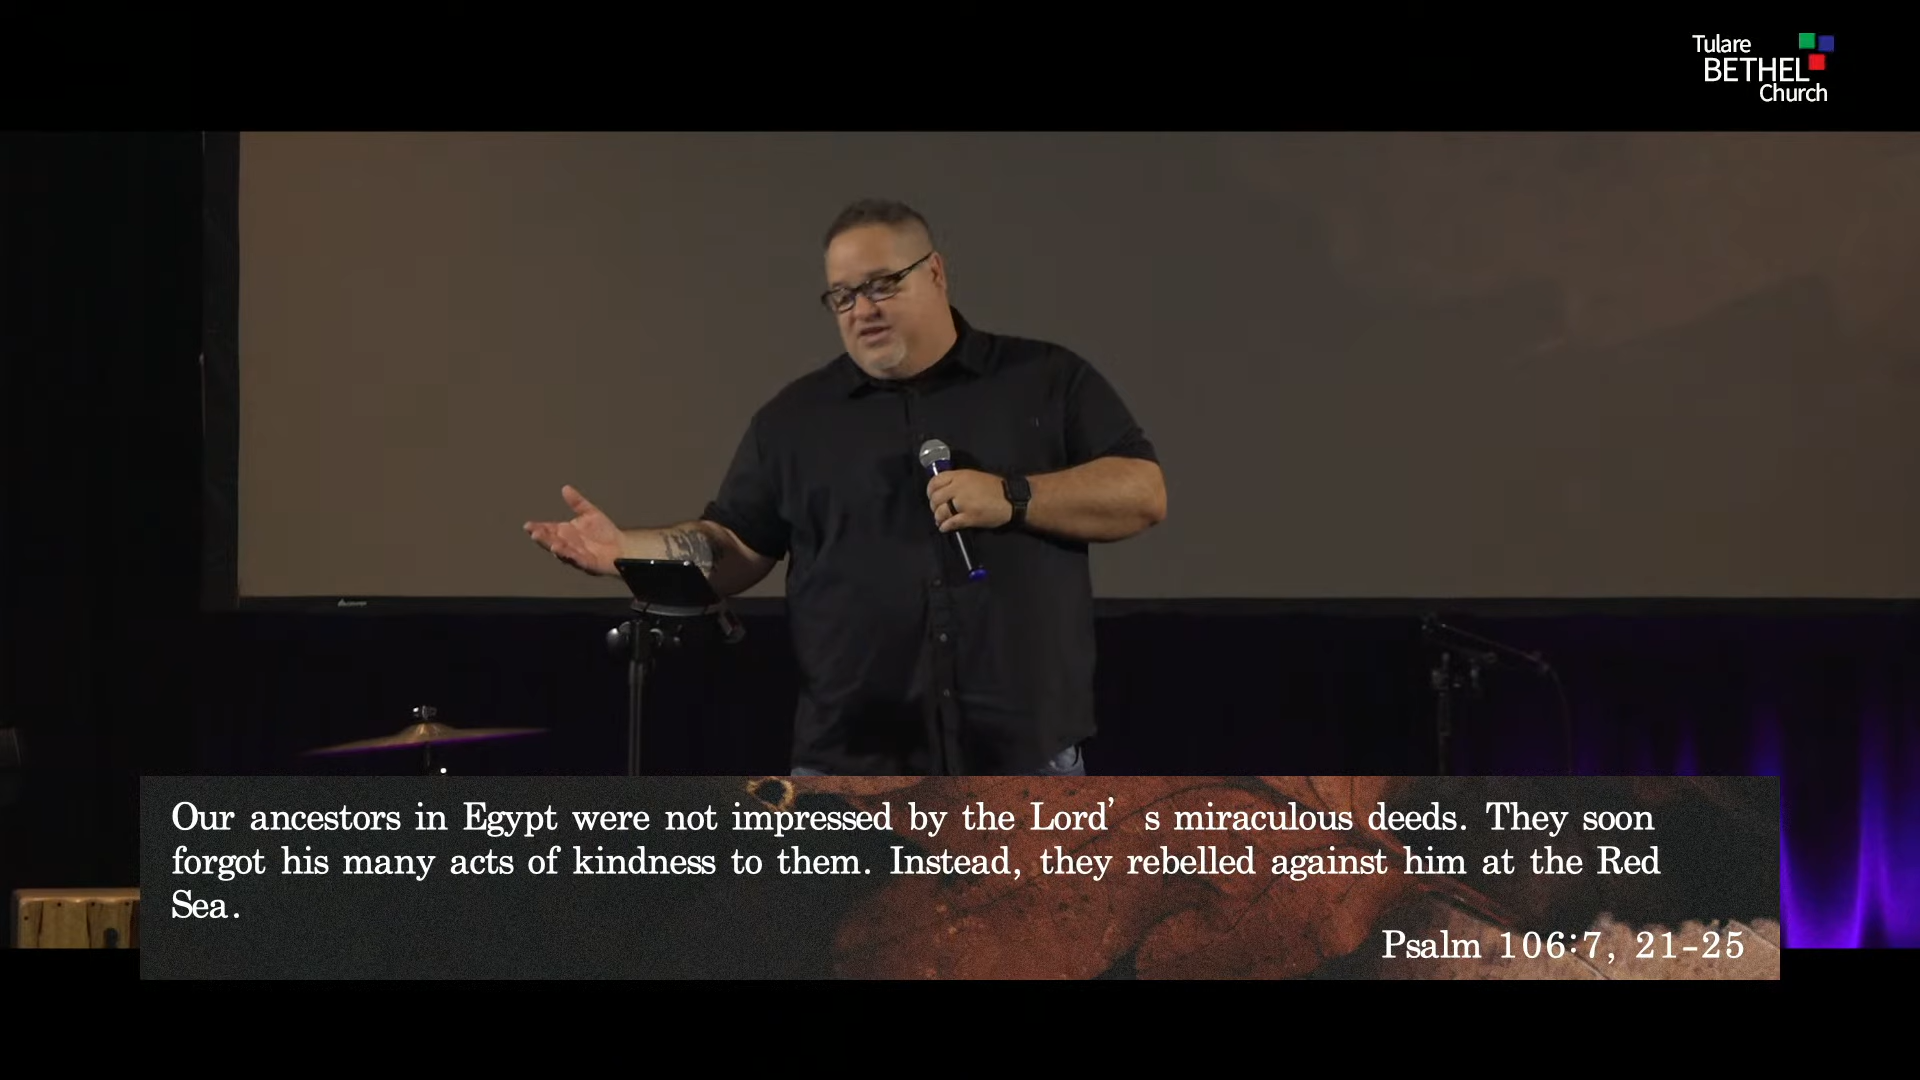 Tulare
BETHEL
Church
Our ancestors in Egypt were not impressed by the Lord’ s miraculous deeds. They soon
forgot his many acts of kindness to them. Instead, they rebelled against him at the Red
Sea.
Psalm 106:7, 21-25